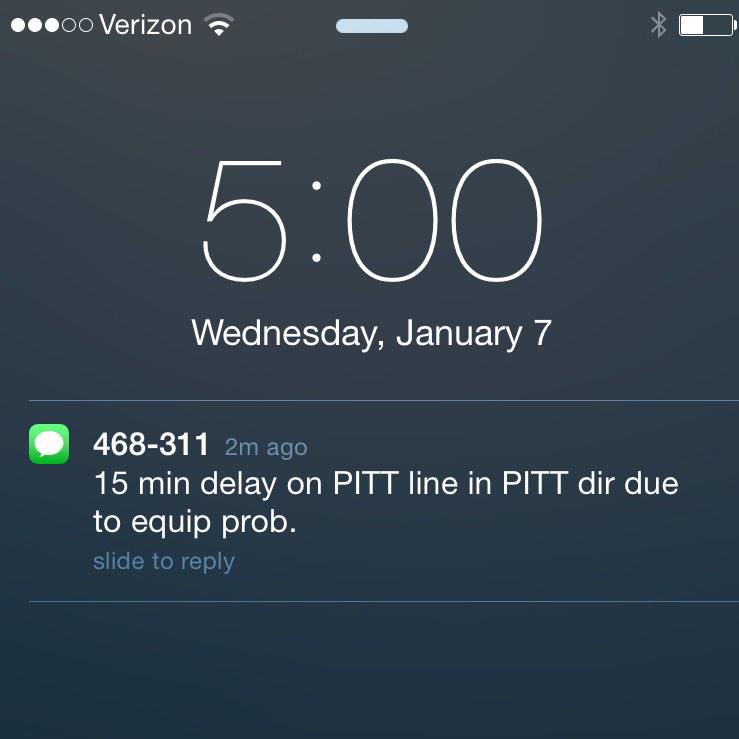 Verizon
5:00
Wednesday, January 7
468-311 2m ago
15 min delay on PITT line in PITT dir due
to equip prob.
slide to reply